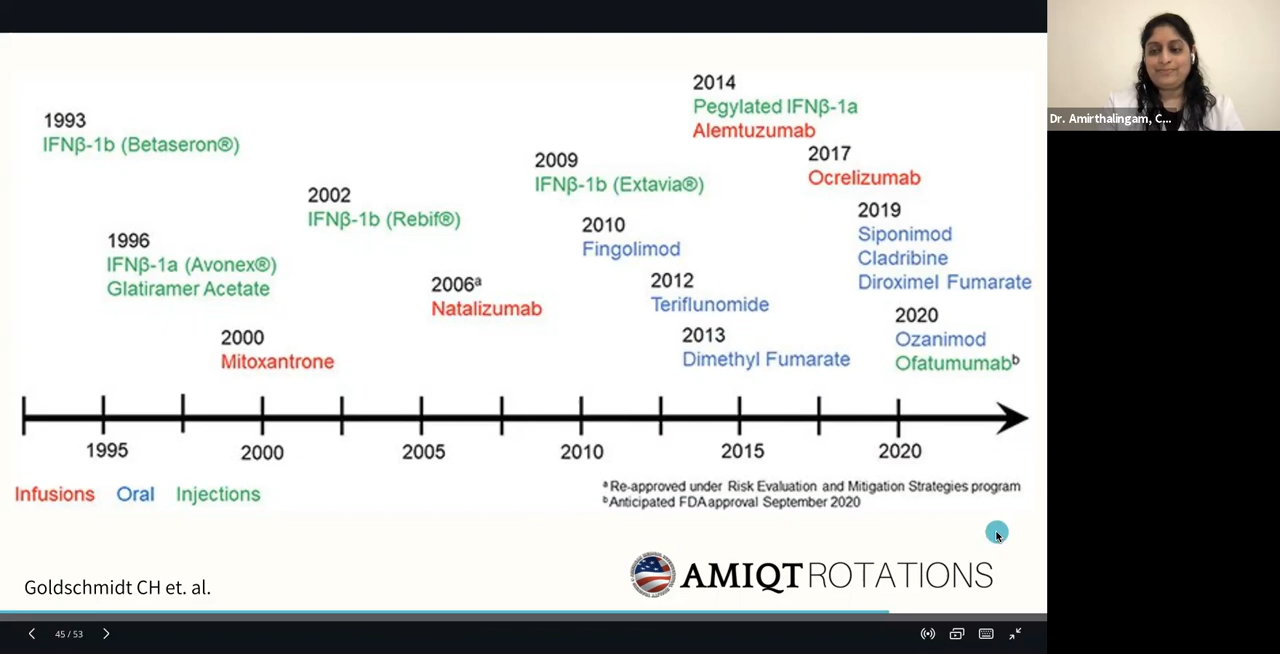 Dr. Amirthalingam, C...
1993
IFNβ-1b (Betaseron®)
1996
IFNβ-1a (Avonex®)
Glatiramer Acetate
2000
Mitoxantrone
2002
IFNβ-1b (Rebif®)
2006ᵃ
Natalizumab
2009
IFNβ-1b (Extavia®)
2010
Fingolimod
2012
Teriflunomide
2013
Dimethyl Fumarate
2014
Pegylated IFNβ-1a
Alemtuzumab
2017
Ocrelizumab
2019
Siponimod
Cladribine
Diroximel Fumarate
2020
Ozanimod
Ofatumumabᵇ
1995 2000 2005 2010 2015 2020
Infusions Oral Injections
ᵃRe-approved under Risk Evaluation and Mitigation Strategies program
ᵇAnticipated FDA approval September 2020
AMIQT ROTATIONS
Goldschmidt CH et. al.
45 / 53